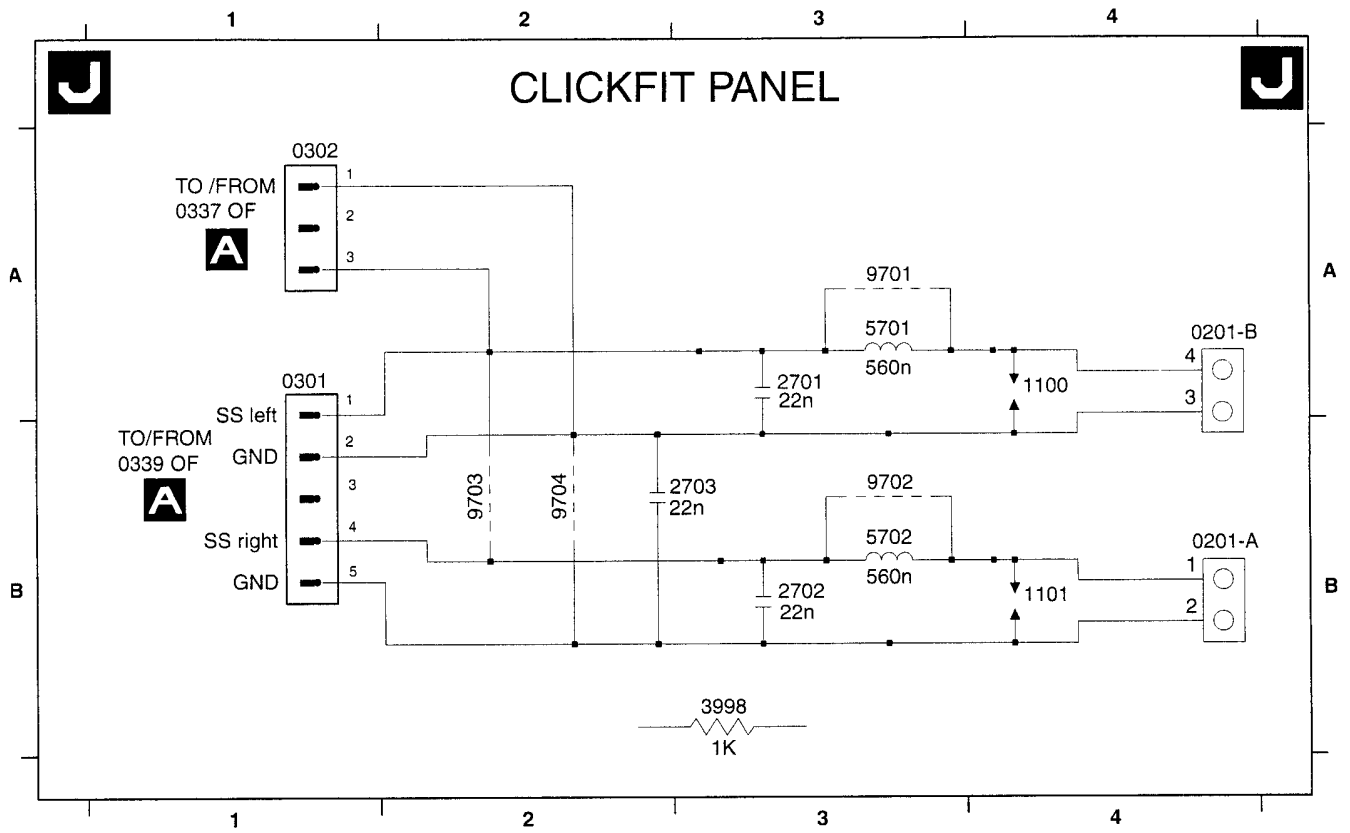 1 2 3 4
J CLICKFIT PANEL J
0302
TO /FROM
0337 OF
A
1
2
3
A A
9701
5701
560n
0201-B
4
3
2701
22n
1100
0301
SS left 1
TO/FROM
0339 OF
A
GND 2
3
SS right 4
GND 5
9703
9704
2703
22n
9702
5702
560n
0201-A
1
2
B B
2702
22n
1101
3998
1K
1 2 3 4